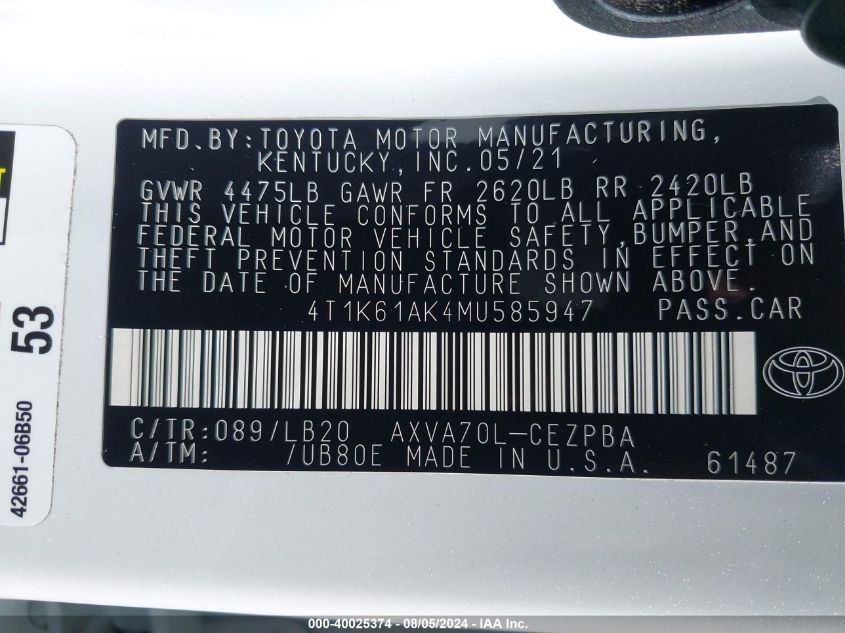 MFD.BY:TOYOTA MOTOR MANUFACTURING,
KENTUCKY,INC.05/21
GVWR 4475LB GAWR FR 2620LB RR 2420LB
THIS VEHICLE CONFORMS TO ALL APPLICABLE
FEDERAL MOTOR VEHICLE SAFETY,BUMPER,AND
THEFT PREVENTION STANDARDS IN EFFECT ON
THE DATE OF MANUFACTURE SHOWN ABOVE.
4T1K61AK4MU585947 PASS.CAR
C/TR:089/LB20 AXVA70L-CEZPBA
A/TM: /UB80E MADE IN U.S.A. 61487
53
42661-06B50
000-40025374 - 08/05/2024 - IAA Inc.